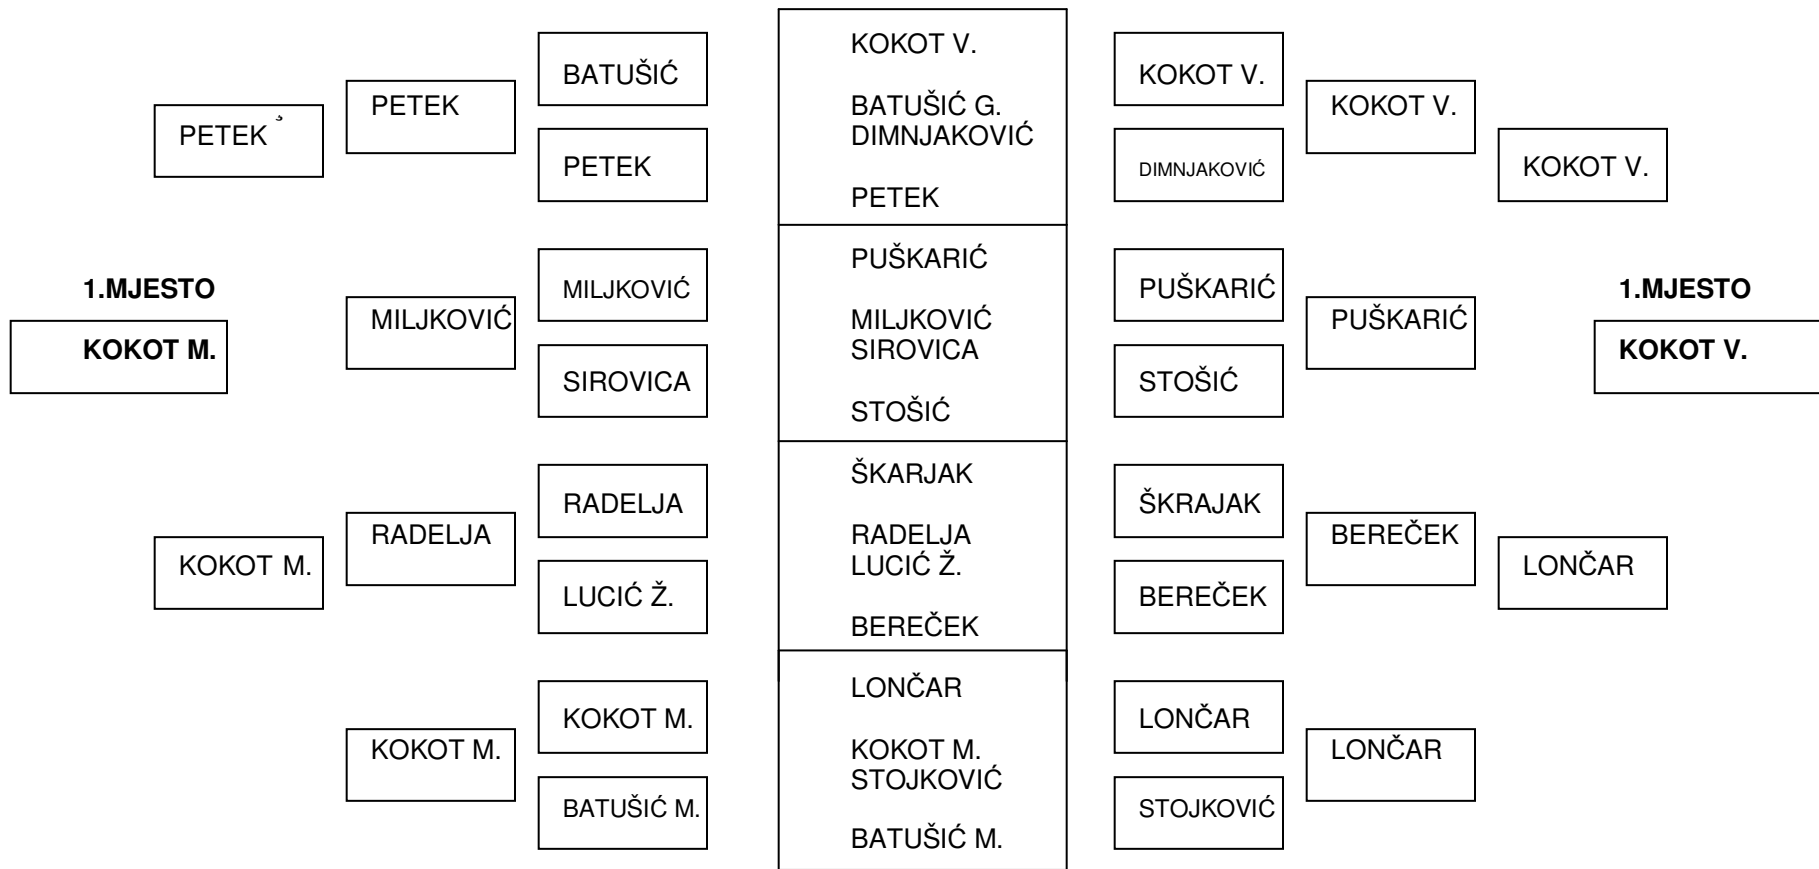 KOKOT V.
BATUŠIĆ
KOKOT V.
PETEK
BATUŠIĆ G.
KOKOT V.
PETEK
DIMNJAKOVIĆ
PETEK
DIMNJAKOVIĆ
KOKOT V.
PETEK
PUŠKARIĆ
1.MJESTO
MILJKOVIĆ
PUŠKARIĆ
1.MJESTO
MILJKOVIĆ
MILJKOVIĆ
PUŠKARIĆ
KOKOT M.
SIROVICA
KOKOT V.
SIROVICA
STOŠIĆ
STOŠIĆ
ŠKARJAK
RADELJA
ŠKRAJAK
RADELJA
RADELJA
BEREČEK
KOKOT M.
LUCIĆ Ž.
LONČAR
LUCIĆ Ž.
BEREČEK
BEREČEK
LONČAR
KOKOT M.
LONČAR
KOKOT M.
KOKOT M.
LONČAR
STOJKOVIĆ
BATUŠIĆ M.
STOJKOVIĆ
BATUŠIĆ M.